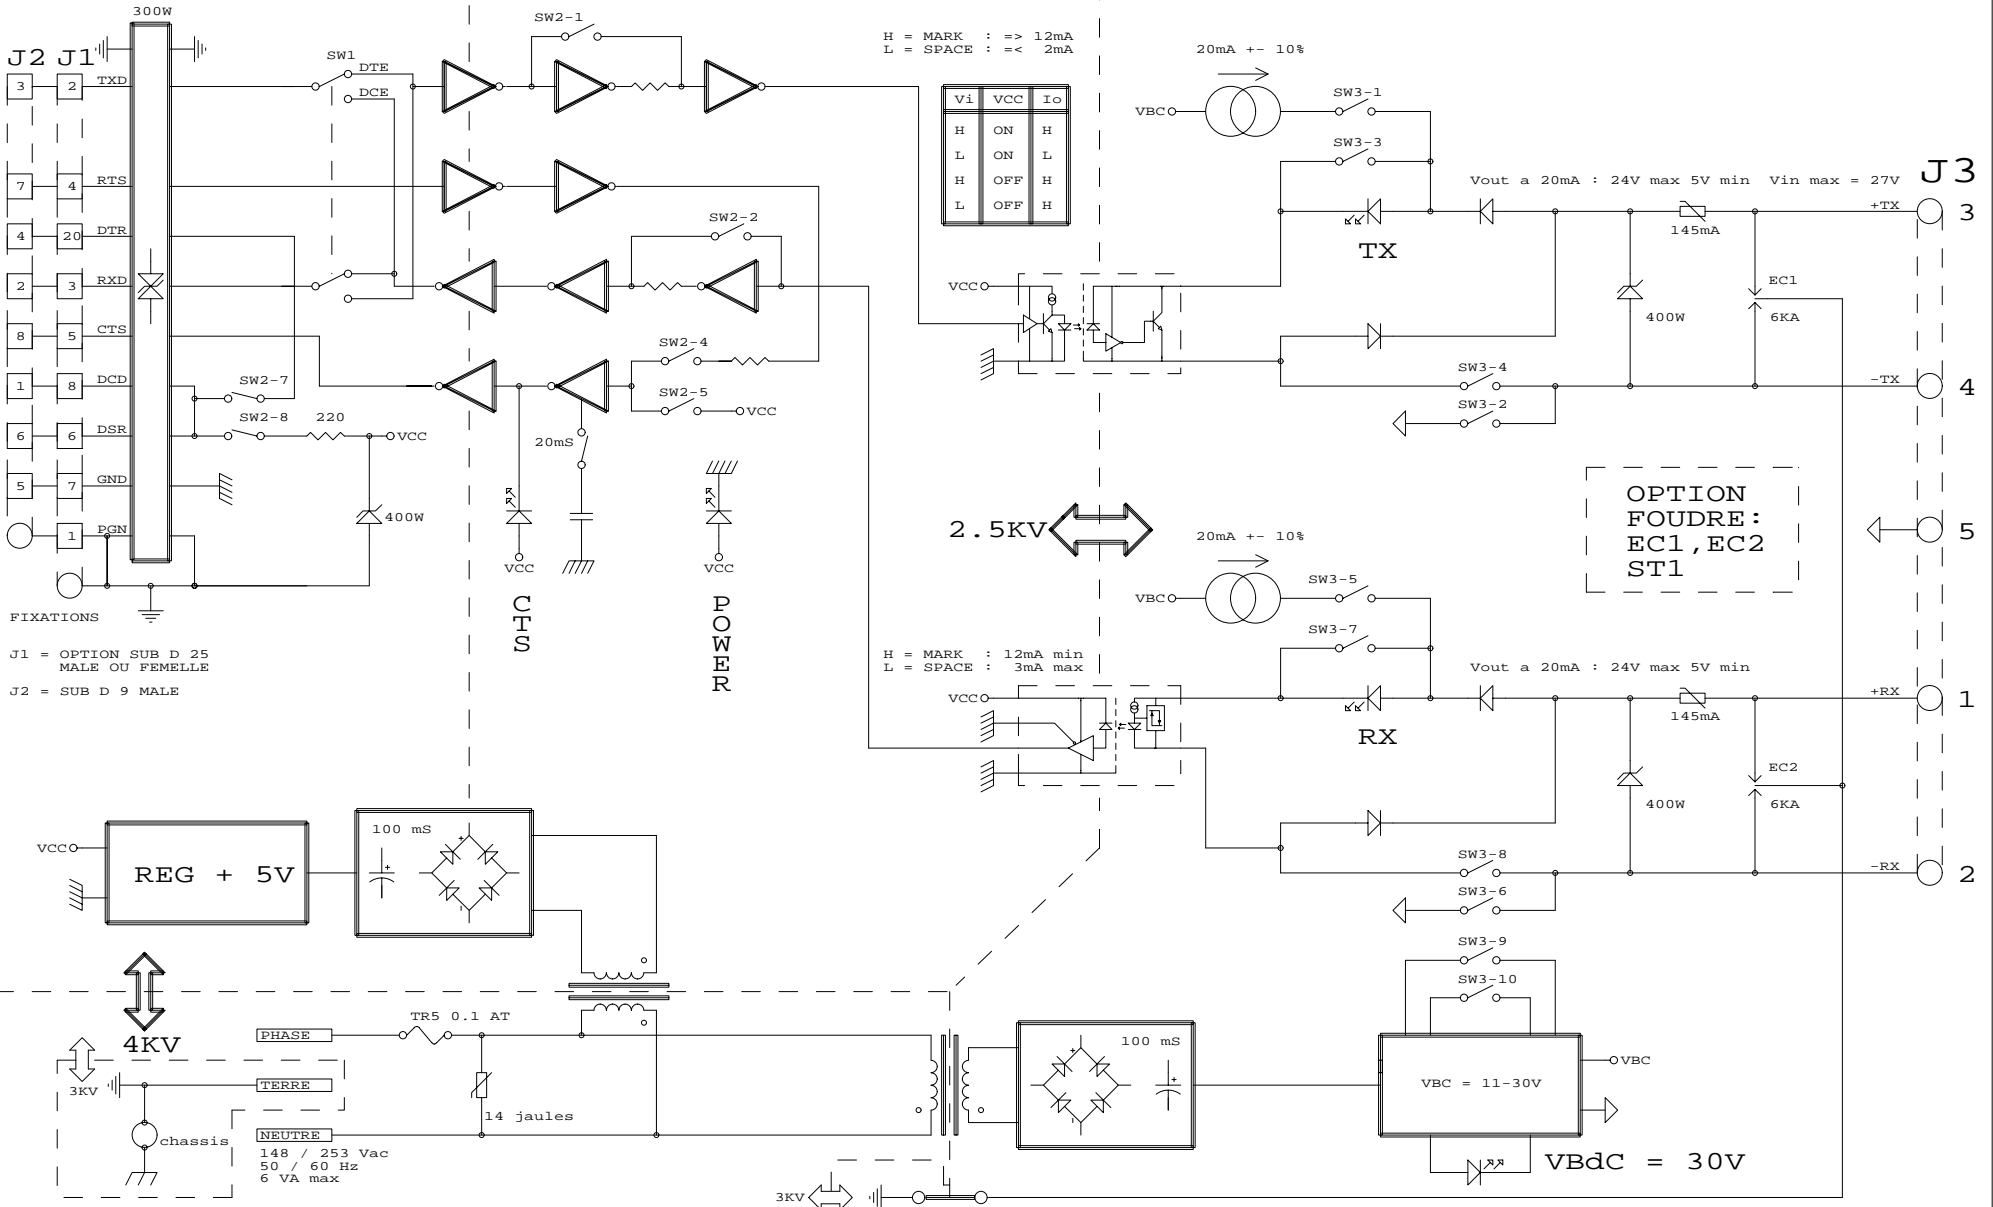 300W
J2 J1
3 2 TXD
7 4 RTS
4 20 DTR
2 3 RXD
8 5 CTS
1 8 DCD
6 6 DSR
5 7 GND
1 PGN
FIXATIONS
J1 = OPTION SUB D 25
MALE OU FEMELLE
J2 = SUB D 9 MALE
SW1
DTE
DCE
SW2-1
SW2-2
SW2-4
SW2-5
VCC
SW2-7
SW2-8 220
VCC
400W
20mS
VCC
VCC
CTS
POWER
H = MARK : => 12mA
L = SPACE : =< 2mA
Vi VCC Io
H ON H
L ON L
H OFF H
L OFF H
VCC
2.5KV
H = MARK : 12mA min
L = SPACE : 3mA max
VCC
20mA +- 10%
VBC
SW3-1
SW3-3
TX
Vout a 20mA : 24V max 5V min Vin max = 27V
145mA
+TX
J3
3
400W
EC1
6KA
SW3-4
SW3-2
-TX
4
OPTION
FOUDRE:
EC1,EC2
ST1
5
20mA +- 10%
VBC
SW3-5
SW3-7
RX
Vout a 20mA : 24V max 5V min
145mA
+RX
1
400W
EC2
6KA
SW3-8
SW3-6
-RX
2
VCC
REG + 5V
100 mS
+
-
+
4KV
3KV
PHASE
TR5 0.1 AT
TERRE
14 jaules
chassis
NEUTRE
148 / 253 Vac
50 / 60 Hz
6 VA max
3KV
100 mS
+
-
+
SW3-9
SW3-10
VBC = 11-30V
VBC
VBdC = 30V